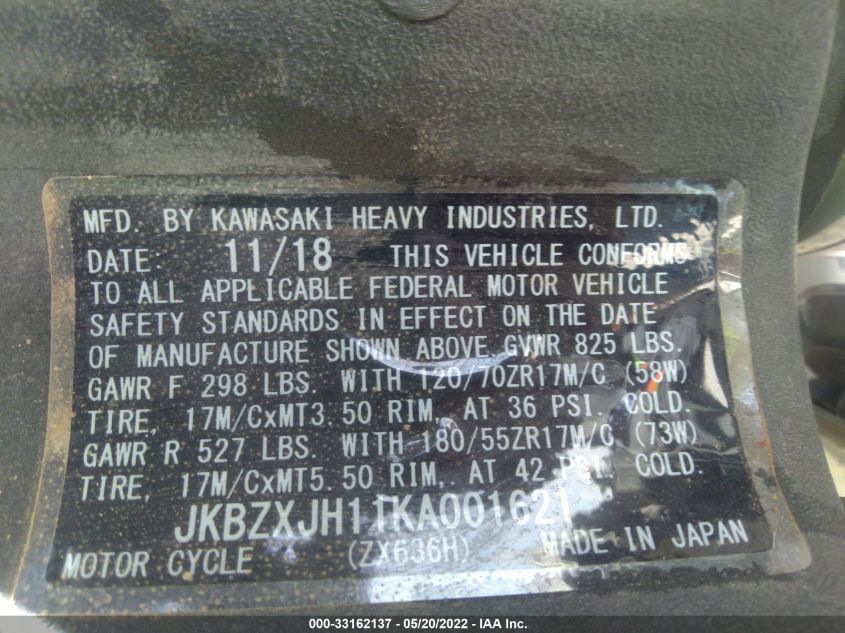 MFD. BY KAWASAKI HEAVY INDUSTRIES, LTD.
DATE: 11/18 THIS VEHICLE CONFORMS
TO ALL APPLICABLE FEDERAL MOTOR VEHICLE
SAFETY STANDARDS IN EFFECT ON THE DATE
OF MANUFACTURE SHOWN ABOVE. GVWR 825 LBS.
GAWR F 298 LBS. WITH 120/70ZR17M/C (58W)
TIRE, 17M/CxMT3.50 RIM, AT 36 PSI. COLD.
GAWR R 527 LBS. WITH 180/55ZR17M/C (73W)
TIRE, 17M/CxMT5.50 RIM, AT 42 PSI. COLD.
JKBZXJH11KA001621
(ZX636H)
MOTOR CYCLE MADE IN JAPAN
000-33162137 - 05/20/2022 - IAA Inc.